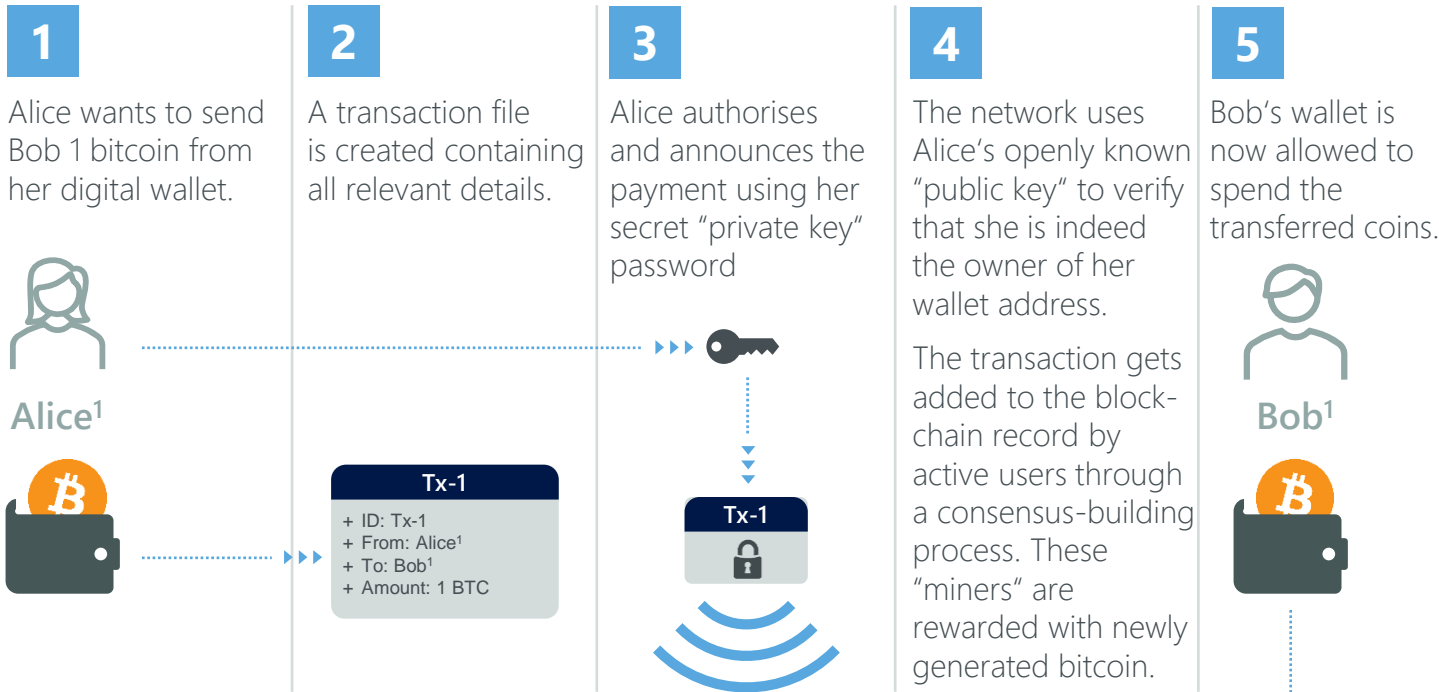 1
Alice wants to send
Bob 1 bitcoin from
her digital wallet.
Alice¹
2
A transaction file
is created containing
all relevant details.
Tx-1
+ ID: Tx-1
+ From: Alice¹
+ To: Bob¹
+ Amount: 1 BTC
3
Alice authorises
and announces the
payment using her
secret “private key“
password
Tx-1
4
The network uses
Alice’s openly known
“public key“ to verify
that she is indeed
the owner of her
wallet address.
The transaction gets
added to the block-
chain record by
active users through
a consensus-building
process. These
“miners“ are
rewarded with newly
generated bitcoin.
5
Bob‘s wallet is
now allowed to
spend the
transferred coins.
Bob¹